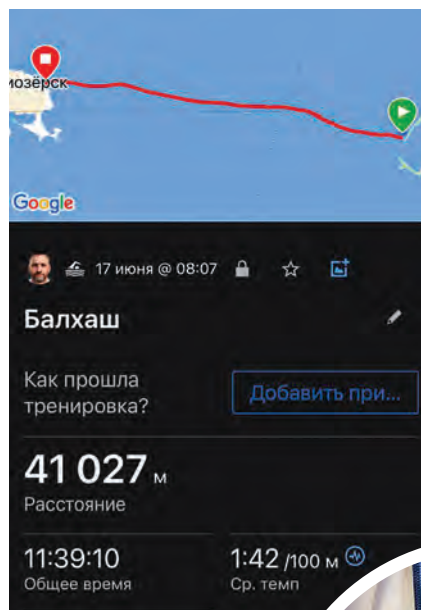 иозёрск
Google
17 июня @ 08:07
Балхаш
Как прошла
тренировка?
Добавить при...
41 027 м
Расстояние
11:39:10
1:42 /100 м
Общее время
Ср. темп